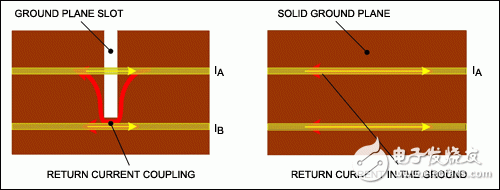 GROUND PLANE SLOT
SOLID GROUND PLANE
IA
IB
IA
RETURN CURRENT COUPLING
RETURN CURRENT IN THE GROUND
电子发烧友
www.elecfans.com